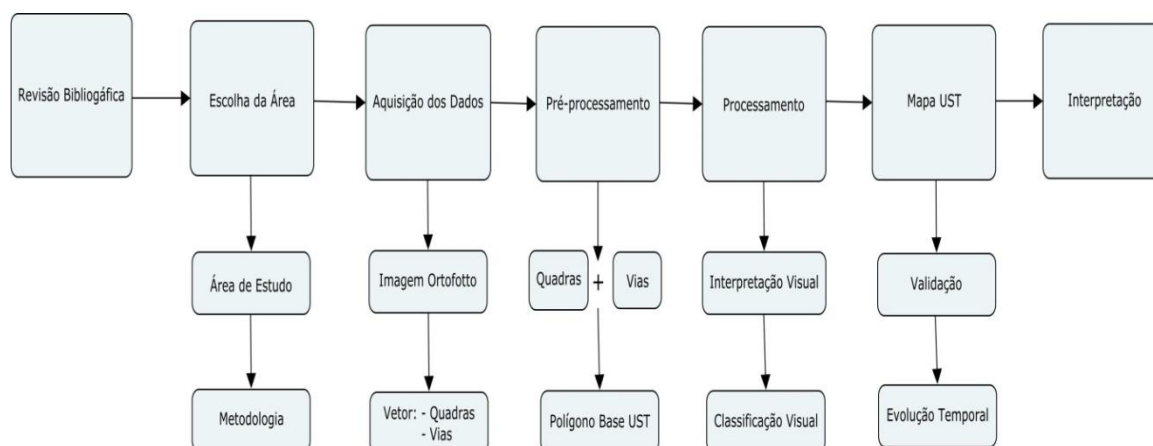 Revisão Bibliogáfica
Escolha da Área
Aquisição dos Dados
Pré-processamento
Processamento
Mapa UST
Interpretação
Área de Estudo
Imagem Ortofotto
Quadras + Vias
Interpretação Visual
Validação
Metodologia
Vetor: - Quadras
- Vias
Polígono Base UST
Classificação Visual
Evolução Temporal